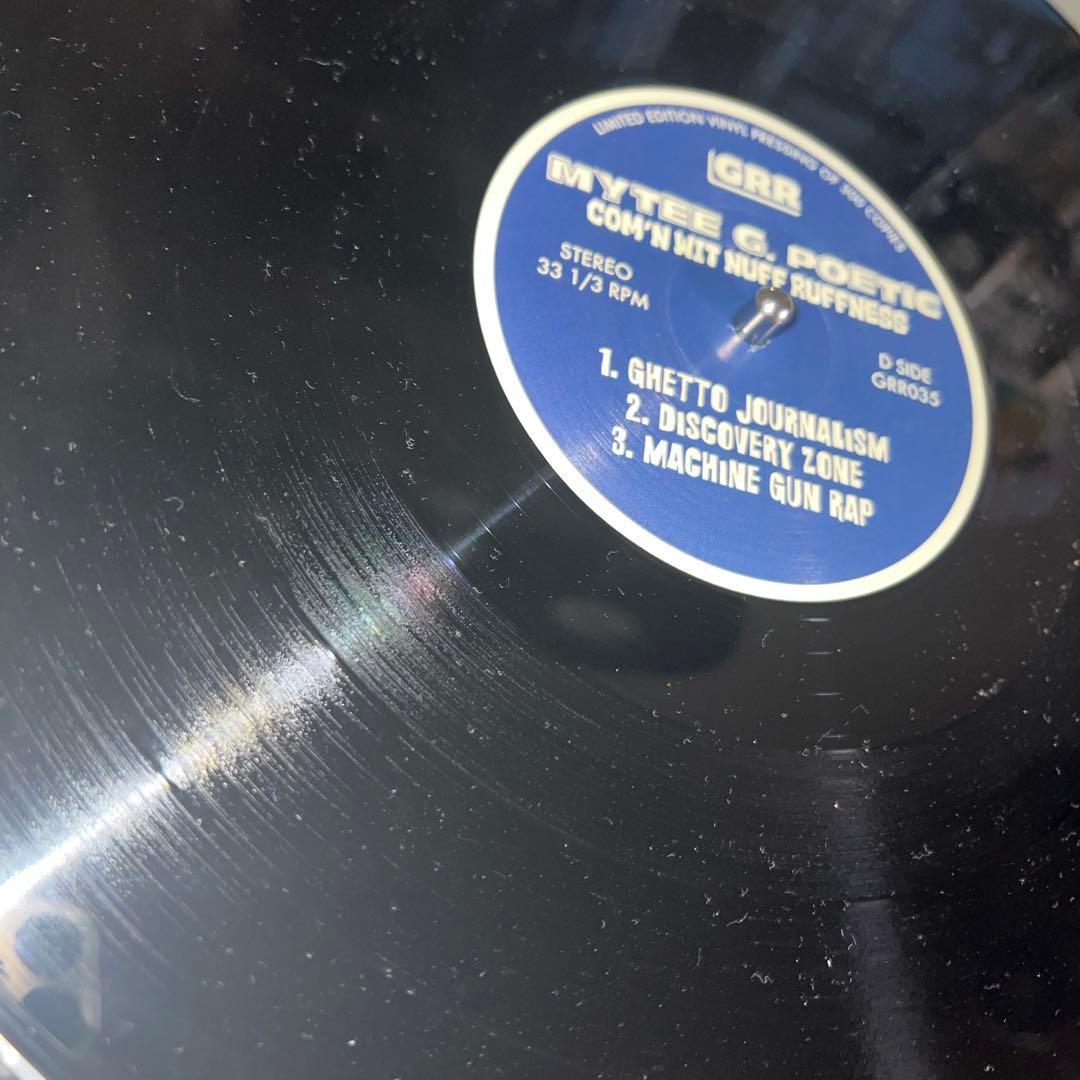 LIMITED EDITION VINYL PRESSING OF 300 COPIES
GRR
MYTEE G. POETIC
COM'N WIT NUFF RUFFNESS
STEREO
33 1/3 RPM
D SIDE
GRR035
1. GHETTO JOURNALISM
2. DISCOVERY ZONE
3. MACHINE GUN RAP